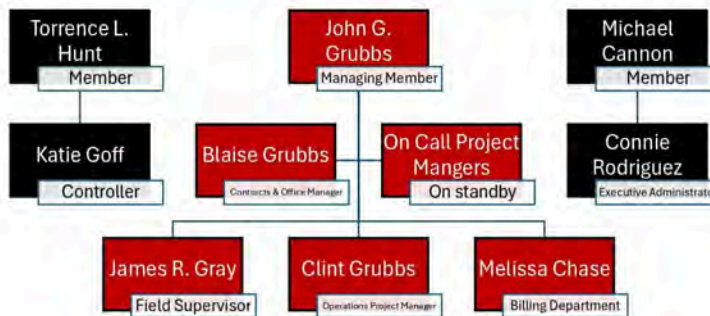 Torrence L.
Hunt
Member
John G.
Grubbs
Managing Member
Michael
Cannon
Member
Katie Goff
Controller
Blaise Grubbs
Contracts & Office Manager
On Call Project
Mangers
On standby
Connie
Rodriguez
Executive Administrato
James R. Gray
Field Supervisor
Clint Grubbs
Operations Project Manager
Melissa Chase
Billing Department